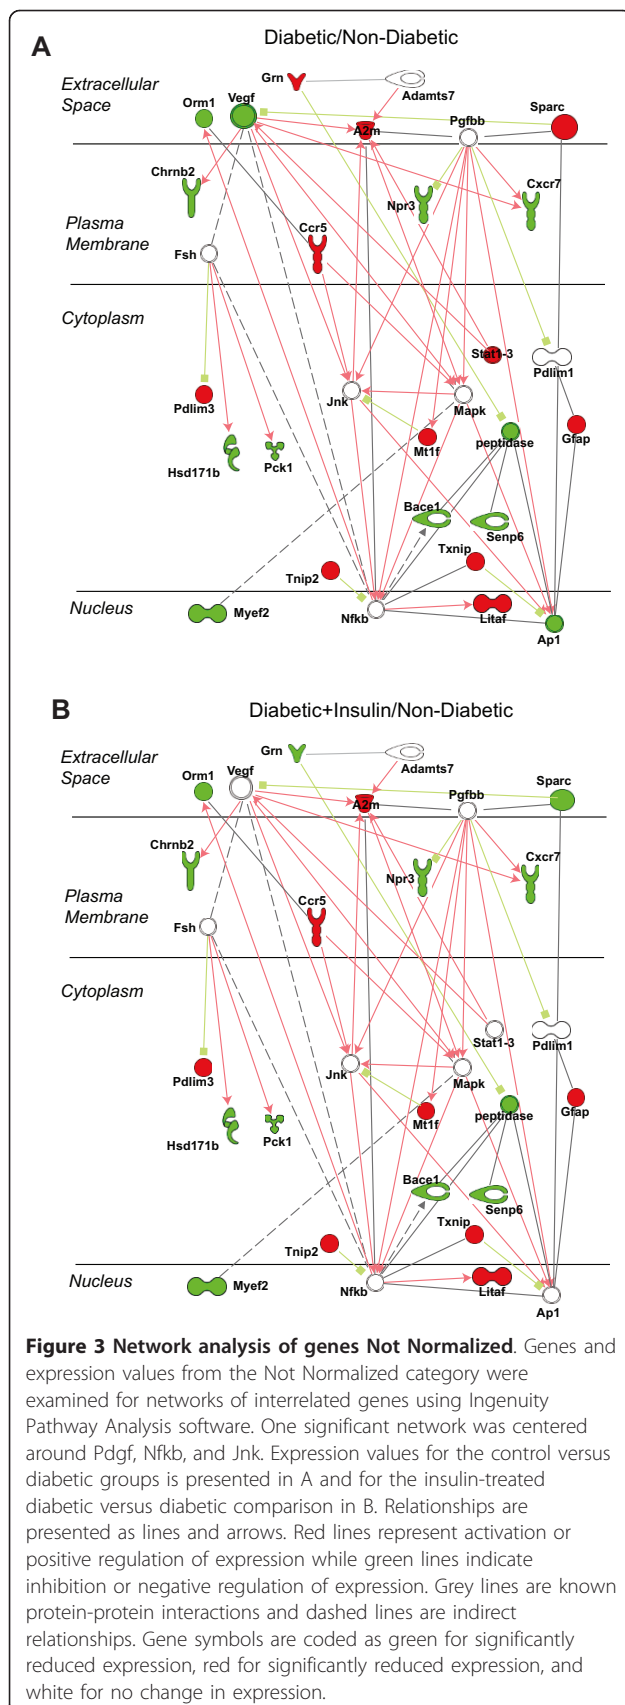 A
Diabetic/Non-Diabetic
Extracellular
Space
Grn
Adamts7
Orm1
Vegf
A2m
Pgfbb
Sparc
Chrnb2
Npr3
Cxcr7
Plasma
Membrane
Ccr5
Fsh
Cytoplasm
Stat1-3
Pdlim1
Pdlim3
Jnk
Mapk
Hsd171b
Pck1
Mt1f
peptidase
Gfap
Bace1
Senp6
Tnip2
Txnip
Nucleus
Myef2
Nfkb
Litaf
Ap1
B
Diabetic+Insulin/Non-Diabetic
Extracellular
Space
Grn
Adamts7
Orm1
Vegf
A2m
Pgfbb
Sparc
Chrnb2
Npr3
Cxcr7
Plasma
Membrane
Ccr5
Fsh
Cytoplasm
Stat1-3
Pdlim1
Pdlim3
Jnk
Mapk
Hsd171b
Pck1
Mt1f
peptidase
Gfap
Bace1
Senp6
Tnip2
Txnip
Nucleus
Myef2
Nfkb
Litaf
Ap1
Figure 3 Network analysis of genes Not Normalized. Genes and
expression values from the Not Normalized category were
examined for networks of interrelated genes using Ingenuity
Pathway Analysis software. One significant network was centered
around Pdgf, Nfkb, and Jnk. Expression values for the control versus
diabetic groups is presented in A and for the insulin-treated
diabetic versus diabetic comparison in B. Relationships are
presented as lines and arrows. Red lines represent activation or
positive regulation of expression while green lines indicate
inhibition or negative regulation of expression. Grey lines are known
protein-protein interactions and dashed lines are indirect
relationships. Gene symbols are coded as green for significantly
reduced expression, red for significantly reduced expression, and
white for no change in expression.